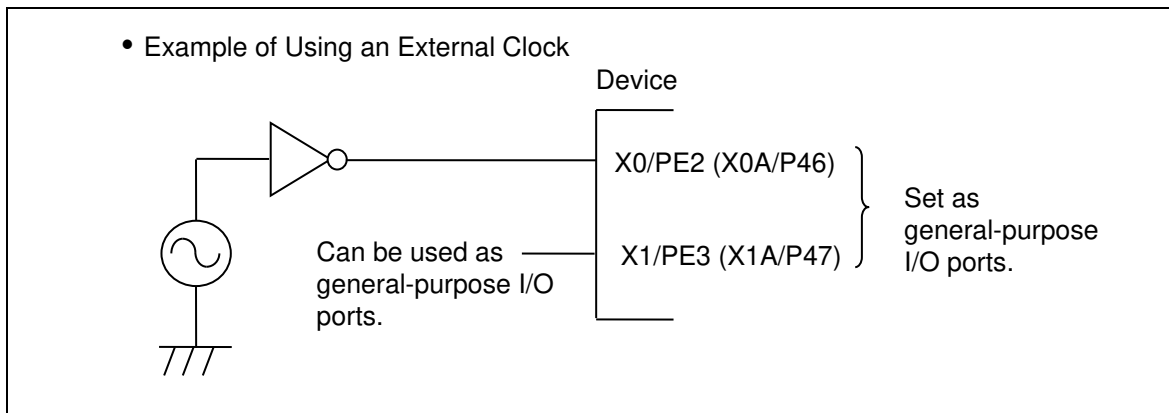 • Example of Using an External Clock
Device
X0/PE2 (X0A/P46)
Set as
general-purpose
I/O ports.
Can be used as
general-purpose I/O
ports.
X1/PE3 (X1A/P47)